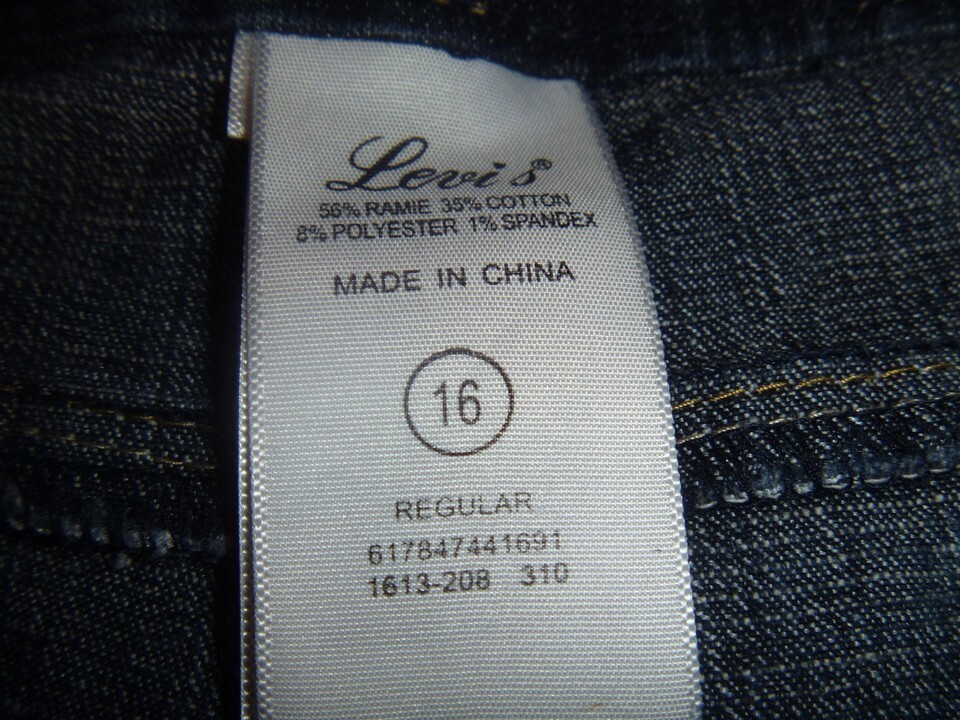 Levi's®
56% RAMIE 35% COTTON
8% POLYESTER 1% SPANDEX
MADE IN CHINA
16
REGULAR
617847441691
1613-208 310